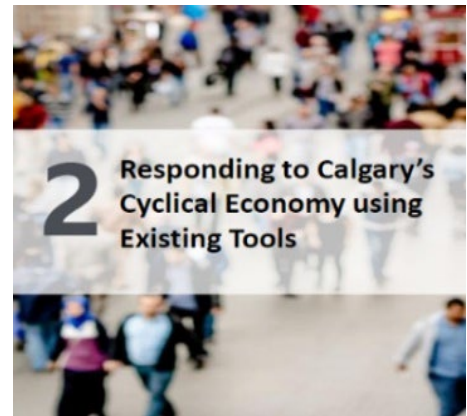 2
Responding to Calgary's
Cyclical Economy using
Existing Tools